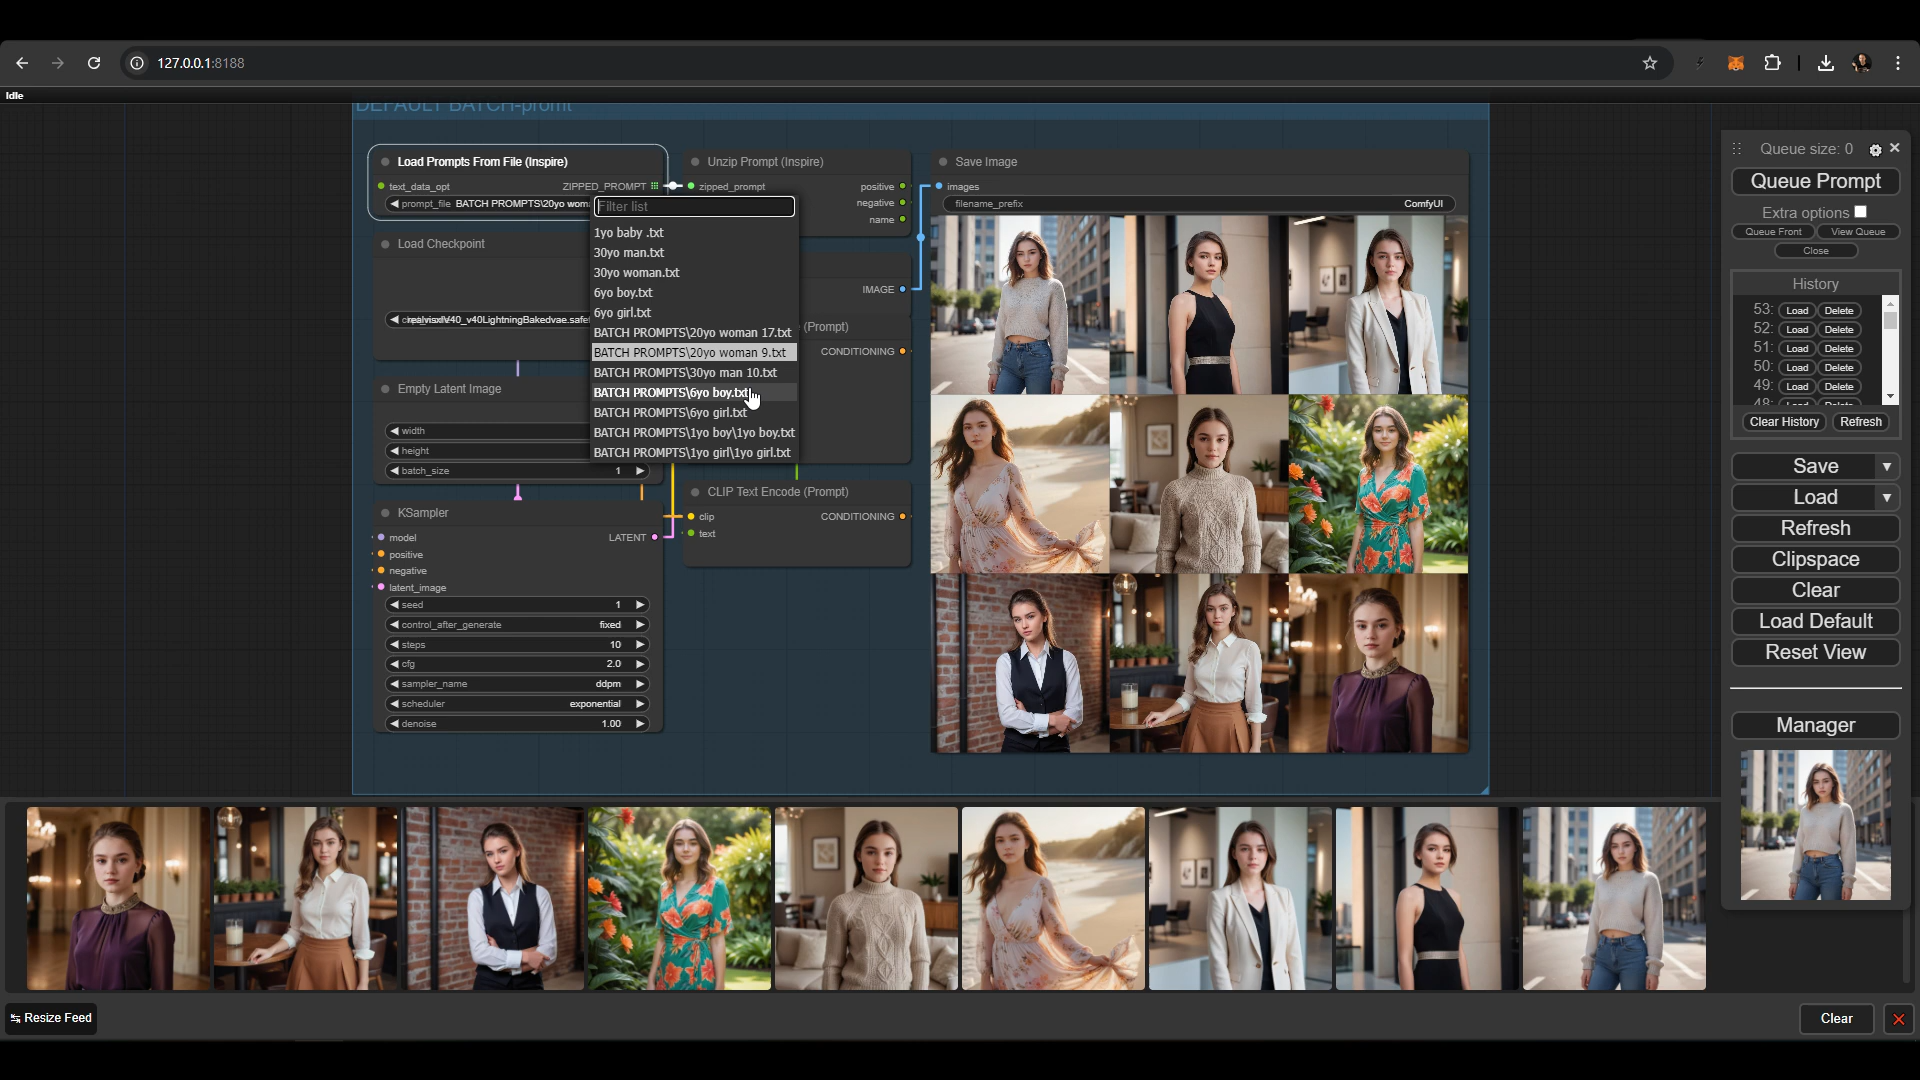 127.0.0.1:8188
Idle
DEFAULT BATCH-promt
Load Prompts From File (Inspire)
text_data_opt
ZIPPED_PROMPT
prompt_file BATCH PROMPTS\20yo wom
Unzip Prompt (Inspire)
zipped_prompt
positive
negative
name
Filter list
1yo baby .txt
30yo man.txt
30yo woman.txt
6yo boy.txt
6yo girl.txt
BATCH PROMPTS\20yo woman 17.txt
BATCH PROMPTS\20yo woman 9.txt
BATCH PROMPTS\30yo man 10.txt
BATCH PROMPTS\6yo boy.txt
BATCH PROMPTS\6yo girl.txt
BATCH PROMPTS\1yo boy\1yo boy.txt
BATCH PROMPTS\1yo girl\1yo girl.txt
Load Checkpoint
IMAGE
(Prompt)
CONDITIONING
Empty Latent Image
width
height
batch_size 1
KSampler
model
LATENT
positive
negative
latent_image
seed 1
control_after_generate fixed
steps 10
cfg 2.0
sampler_name ddpm
scheduler exponential
denoise 1.00
CLIP Text Encode (Prompt)
clip
CONDITIONING
text
Save Image
images
filename_prefix ComfyUI
Queue size: 0
Queue Prompt
Extra options
Queue Front
View Queue
Close
History
53: Load Delete
52: Load Delete
51: Load Delete
50: Load Delete
49: Load Delete
48: Load Delete
Clear History
Refresh
Save
Load
Refresh
Clipspace
Clear
Load Default
Reset View
Manager
Resize Feed
Clear